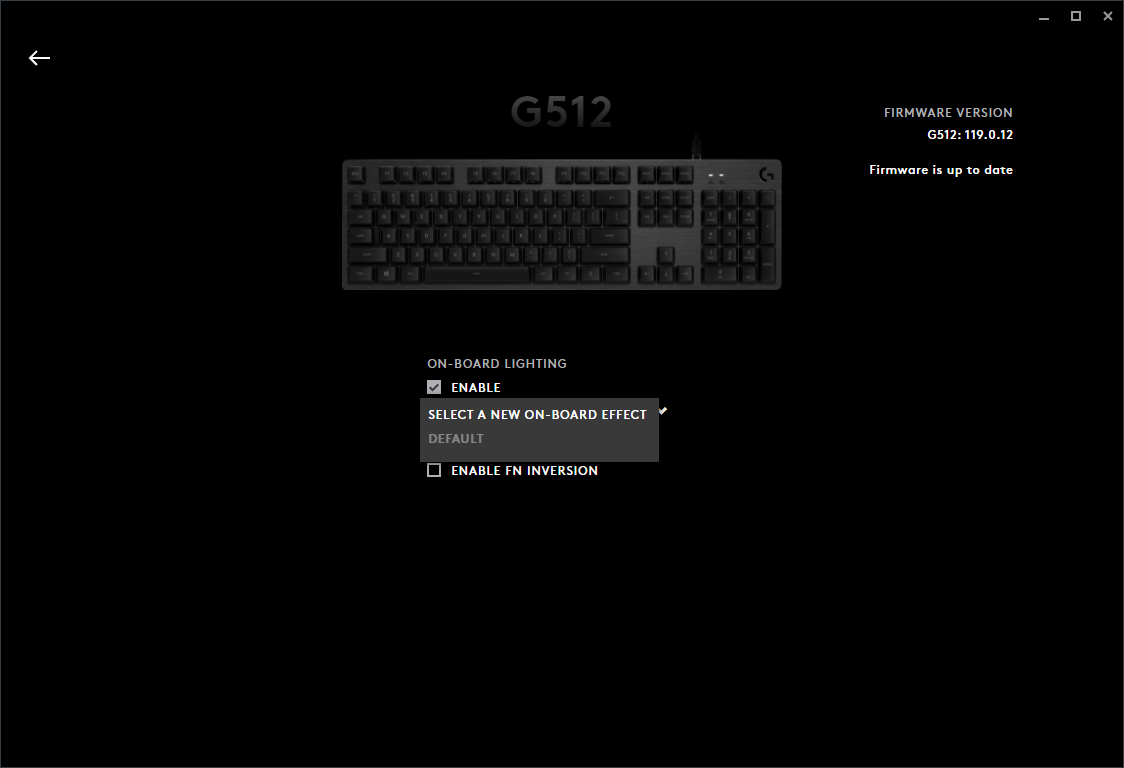 G512
FIRMWARE VERSION
G512: 119.0.12
Firmware is up to date
ON-BOARD LIGHTING
ENABLE
SELECT A NEW ON-BOARD EFFECT
DEFAULT
ENABLE FN INVERSION